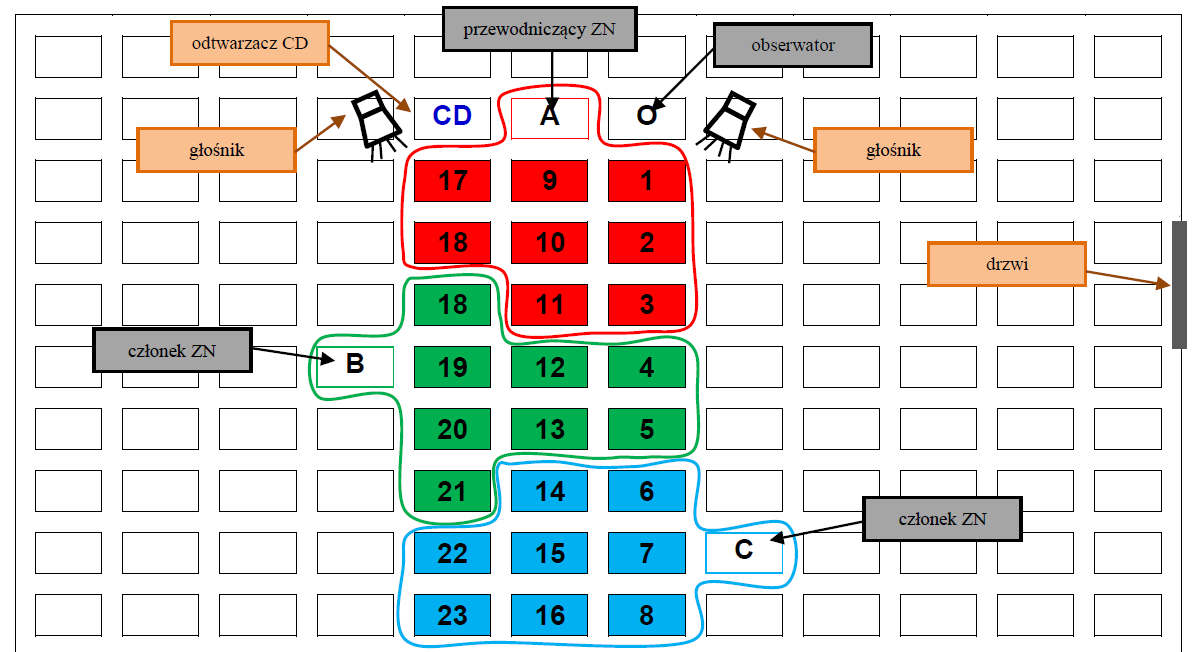 przewodniczący ZN
odtwarzacz CD
obserwator
CD A O
głośnik
głośnik
17 9 1
18 10 2
drzwi
18 11 3
członek ZN
B 19 12 4
20 13 5
21 14 6
członek ZN
22 15 7 C
23 16 8